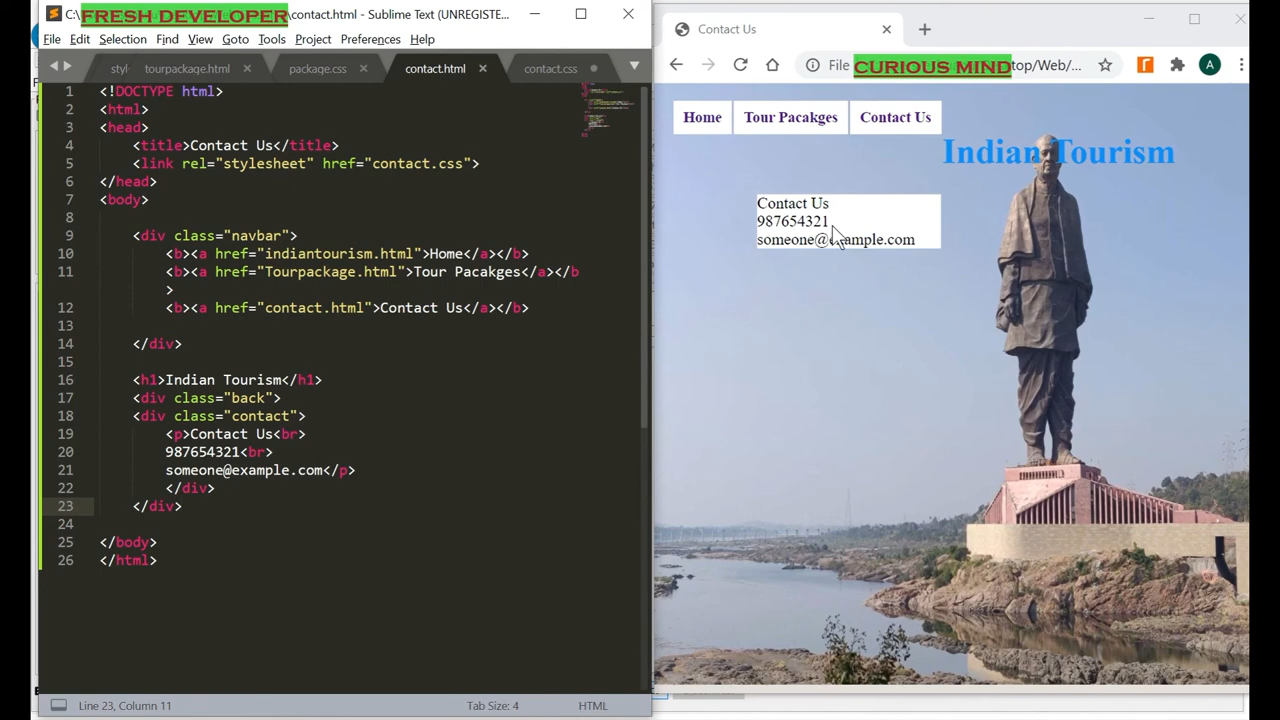 C:\
FRESH DEVELOPER
\contact.html - Sublime Text (UNREGISTE...
File Edit Selection Find View Goto Tools Project Preferences Help
styl tourpackage.html package.css contact.html contact.css
1 <!DOCTYPE html>
2 <html>
3 <head>
4 <title>Contact Us</title>
5 <link rel="stylesheet" href="contact.css">
6 </head>
7 <body>
8
9 <div class="navbar">
10 <b><a href="indiantourism.html">Home</a></b>
11 <b><a href="Tourpackage.html">Tour Pacakges</a></b
>
12 <b><a href="contact.html">Contact Us</a></b>
13
14 </div>
15
16 <h1>Indian Tourism</h1>
17 <div class="back">
18 <div class="contact">
19 <p>Contact Us<br>
20 987654321<br>
21 someone@example.com</p>
22 </div>
23 </div>
24
25 </body>
26 </html>
Line 23, Column 11 Tab Size: 4 HTML
Contact Us
File CURIOUS MIND top/Web/... A
Home Tour Pacakges Contact Us
Indian Tourism
Contact Us
987654321
someone@example.com